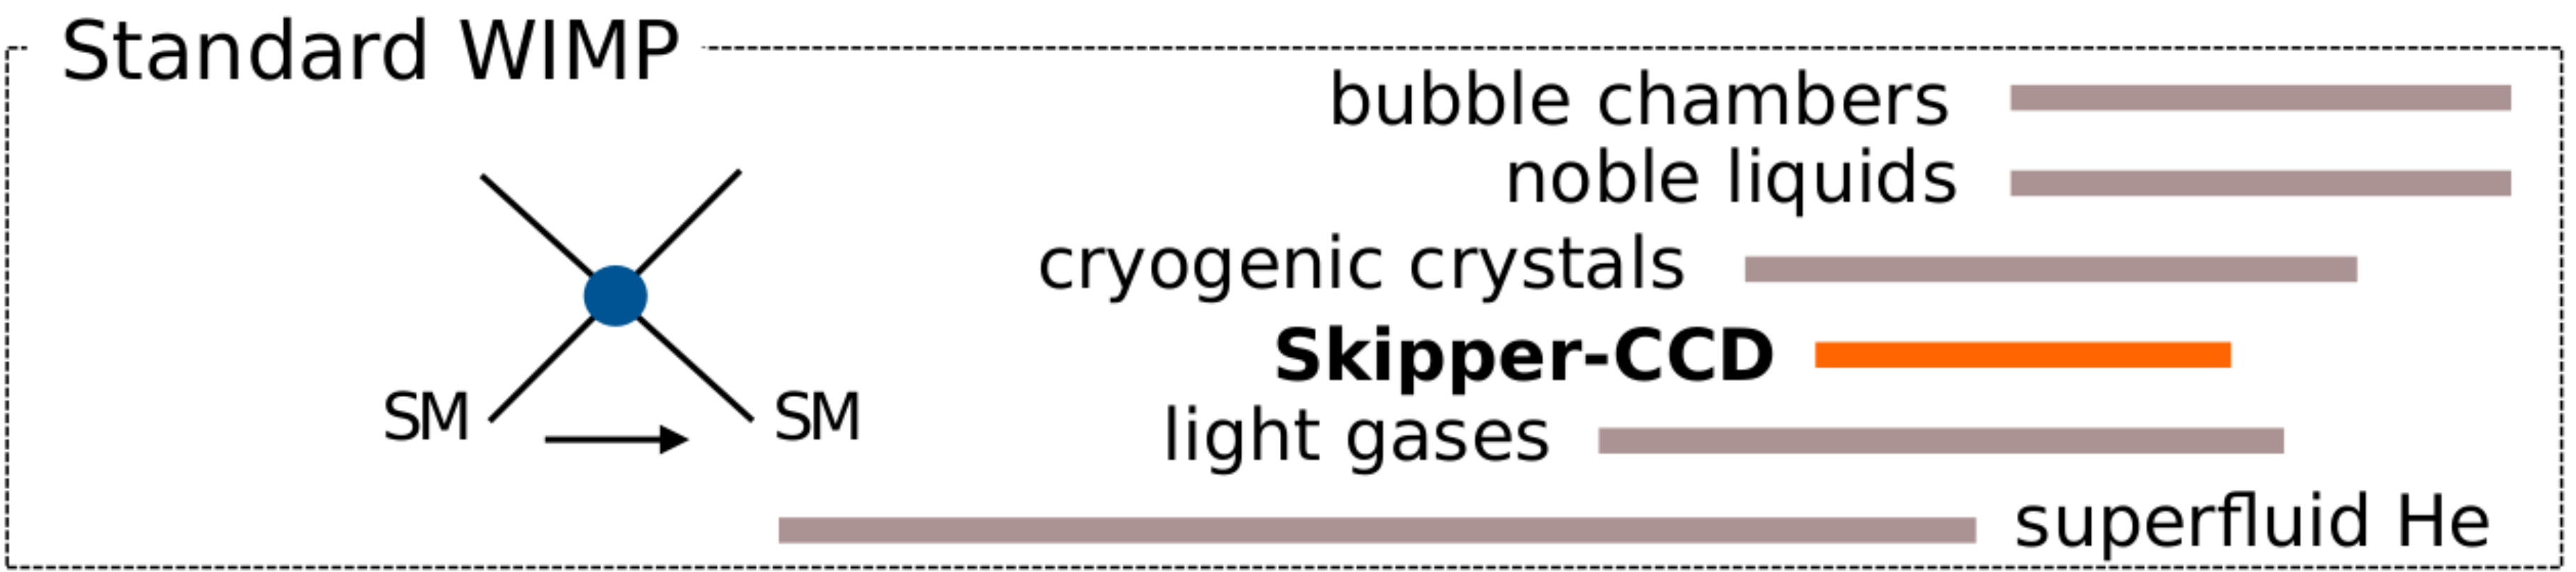 Standard WIMP
bubble chambers
noble liquids
cryogenic crystals
Skipper-CCD
SM
SM
light gases
superfluid He